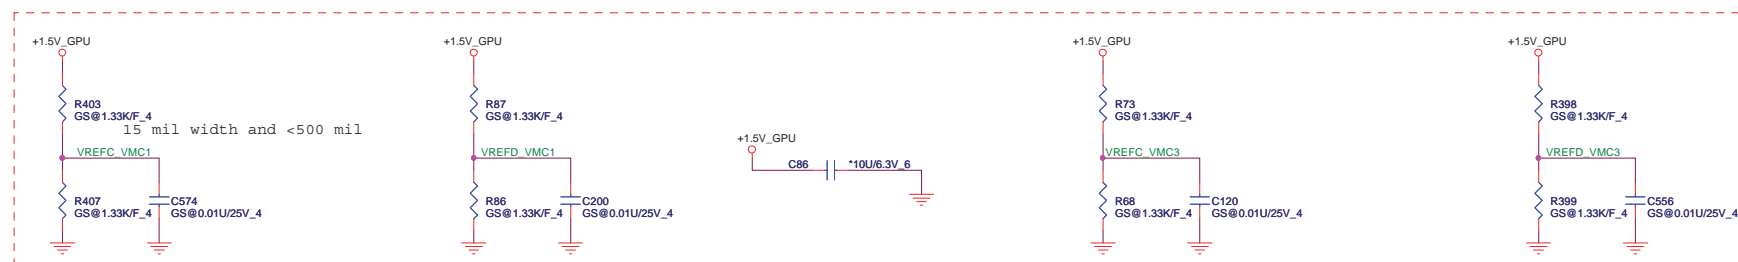 +1.5V_GPU
R403
GS@1.33K/F_4
15 mil width and <500 mil
VREFC_VMC1
R407
GS@1.33K/F_4
C574
GS@0.01U/25V_4
+1.5V_GPU
R87
GS@1.33K/F_4
VREFD_VMC1
R86
GS@1.33K/F_4
C200
GS@0.01U/25V_4
+1.5V_GPU
C86
*10U/6.3V_6
+1.5V_GPU
R73
GS@1.33K/F_4
VREFC_VMC3
R68
GS@1.33K/F_4
C120
GS@0.01U/25V_4
+1.5V_GPU
R398
GS@1.33K/F_4
VREFD_VMC3
R399
GS@1.33K/F_4
C556
GS@0.01U/25V_4